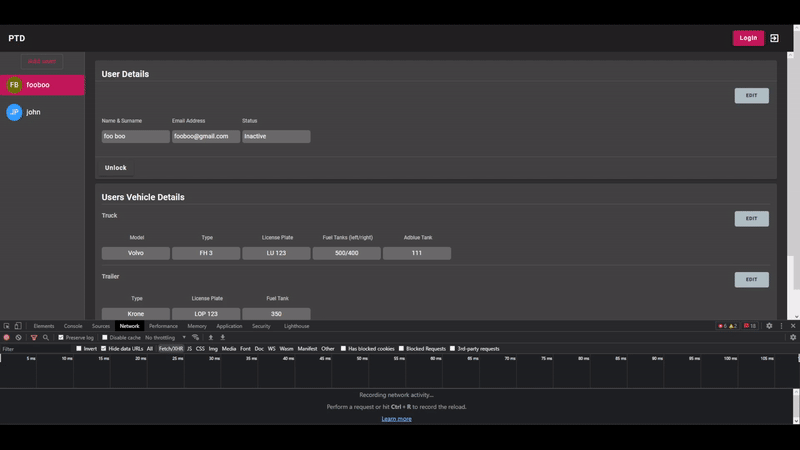 PTD
Login
FB fooboo
JP john
User Details
EDIT
Name & Surname Email Address Status
foo boo fooboo@gmail.com Inactive
Unlock
Users Vehicle Details
Truck
EDIT
Model Type License Plate Fuel Tanks (left/right) Adblue Tank
Volvo FH 3 LU 123 500/400 111
Trailer
EDIT
Type License Plate Fuel Tank
Krone LOP 123 350
Elements Console Sources Network Performance Memory Application Security Lighthouse
Preserve log Disable cache No throttling
Filter Invert Hide data URLs All Fetch/XHR JS CSS Img Media Font Doc WS Wasm Manifest Other Has blocked cookies Blocked Requests 3rd-party requests
5 ms 10 ms 15 ms 20 ms 25 ms 30 ms 35 ms 40 ms 45 ms 50 ms 55 ms 60 ms 65 ms 70 ms 75 ms 80 ms 85 ms 90 ms 95 ms 100 ms 105 ms
Recording network activity...
Perform a request or hit Ctrl + R to record the reload.
Learn more